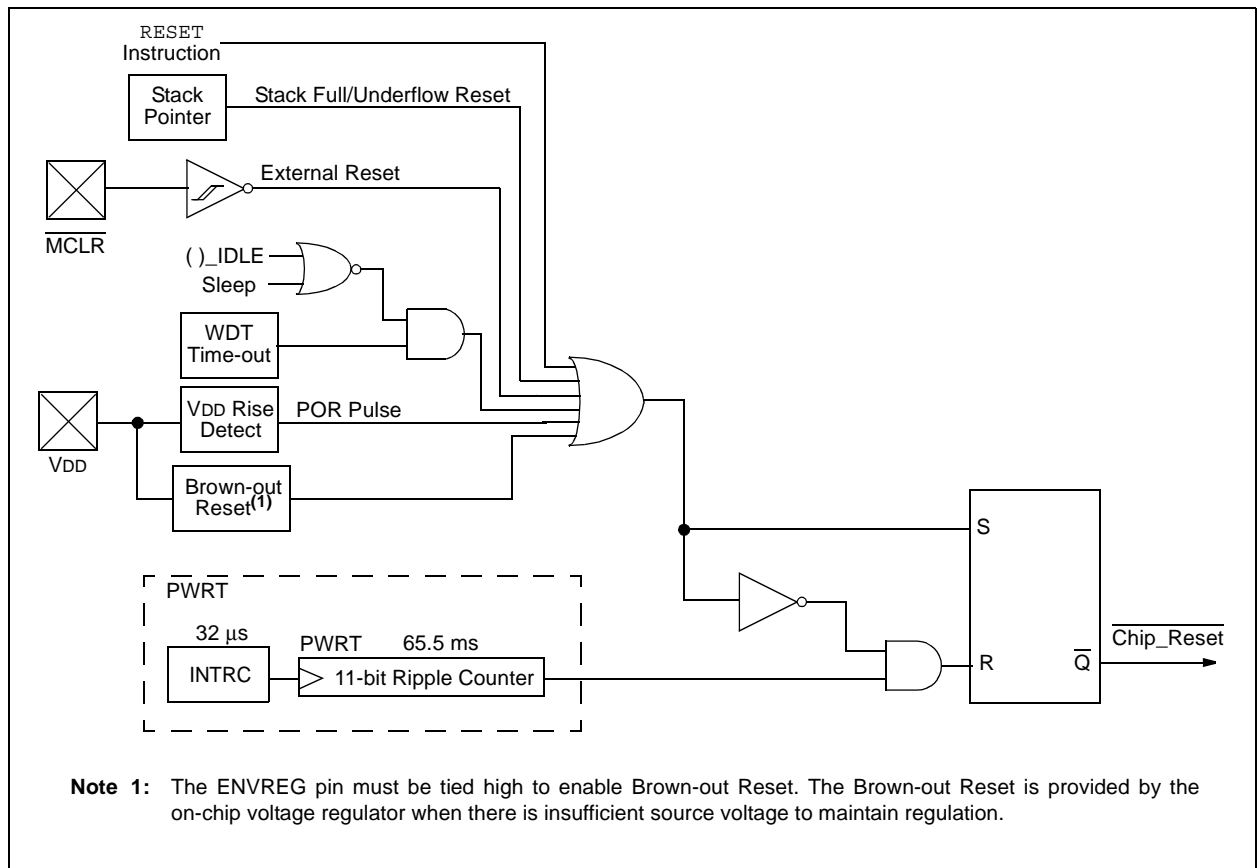 RESET
Instruction
Stack
Pointer
Stack Full/Underflow Reset
External Reset
MCLR
( )_IDLE
Sleep
WDT
Time-out
VDD Rise
Detect
POR Pulse
VDD
Brown-out
Reset(1)
S
PWRT
32 µs
PWRT
65.5 ms
INTRC
11-bit Ripple Counter
R
Q
Chip_Reset
Note 1: The ENVREG pin must be tied high to enable Brown-out Reset. The Brown-out Reset is provided by the
on-chip voltage regulator when there is insufficient source voltage to maintain regulation.